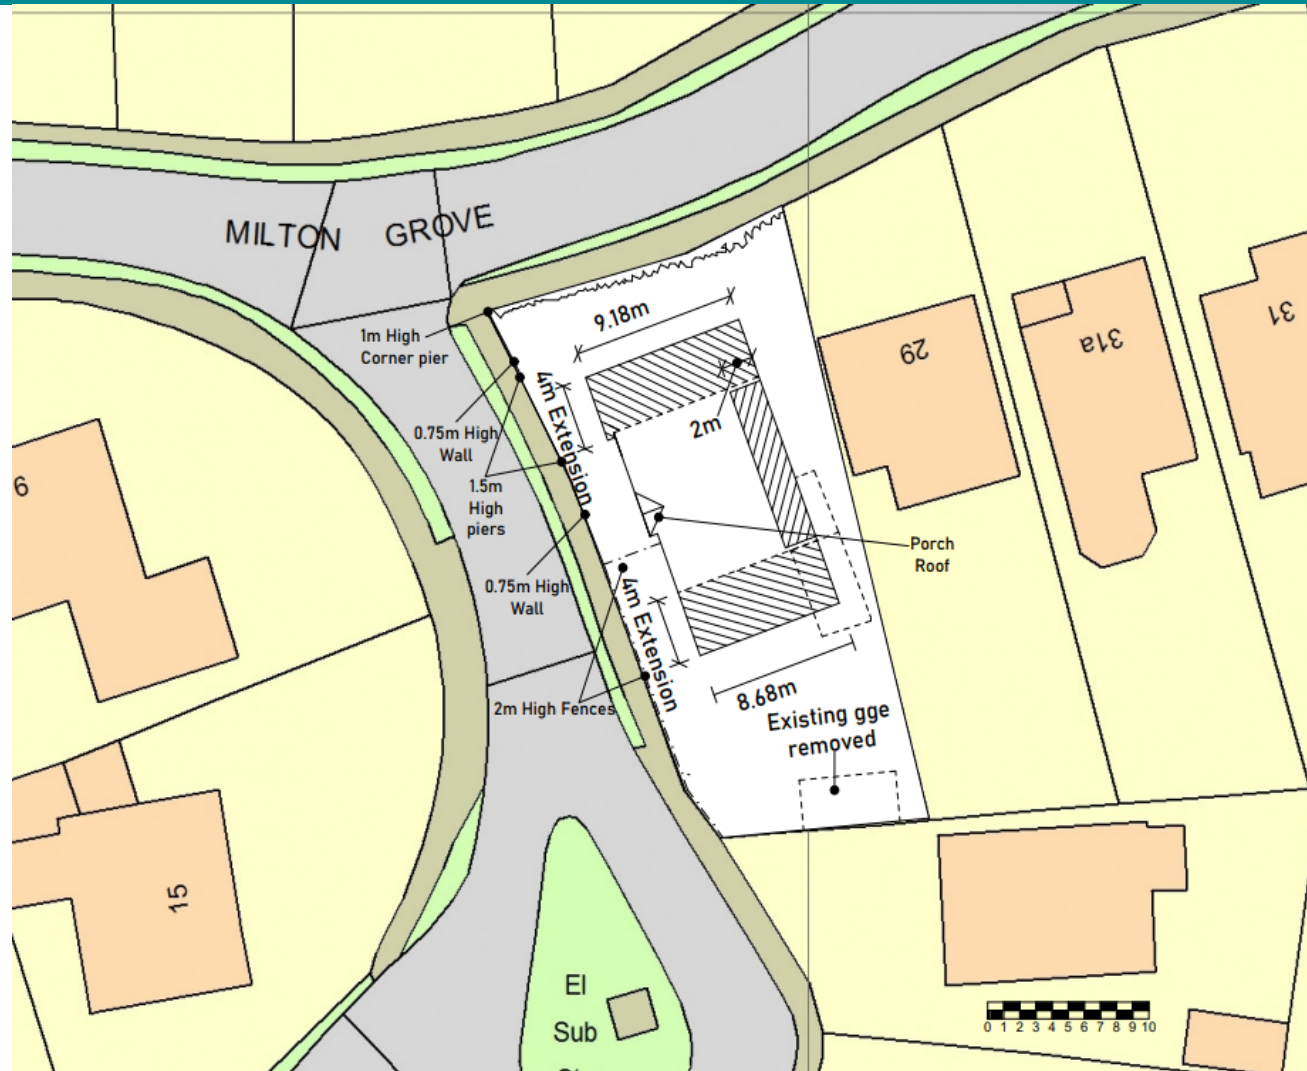 MILTON GROVE
9.18m
1m High
Corner pier
29
31a
31
4m Extension
2m
0.75m High
Wall
1.5m
High
piers
9
Porch
Roof
0.75m High
Wall
4m Extension
8.68m
2m High Fences
Existing gge
removed
15
El
Sub
0 1 2 3 4 5 6 7 8 9 10